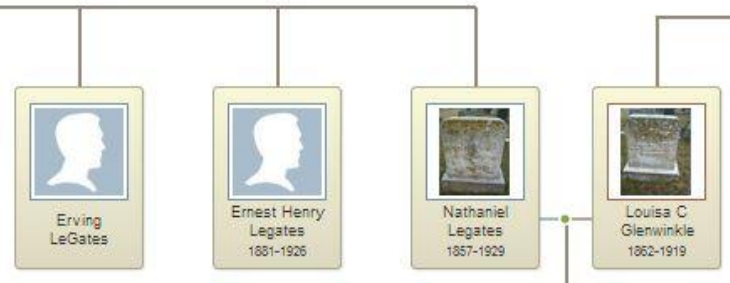 Erving
LeGates
Ernest Henry
Legates
1881-1926
Nathaniel
Legates
1857-1929
Louisa C
Glenwinkle
1862-1919